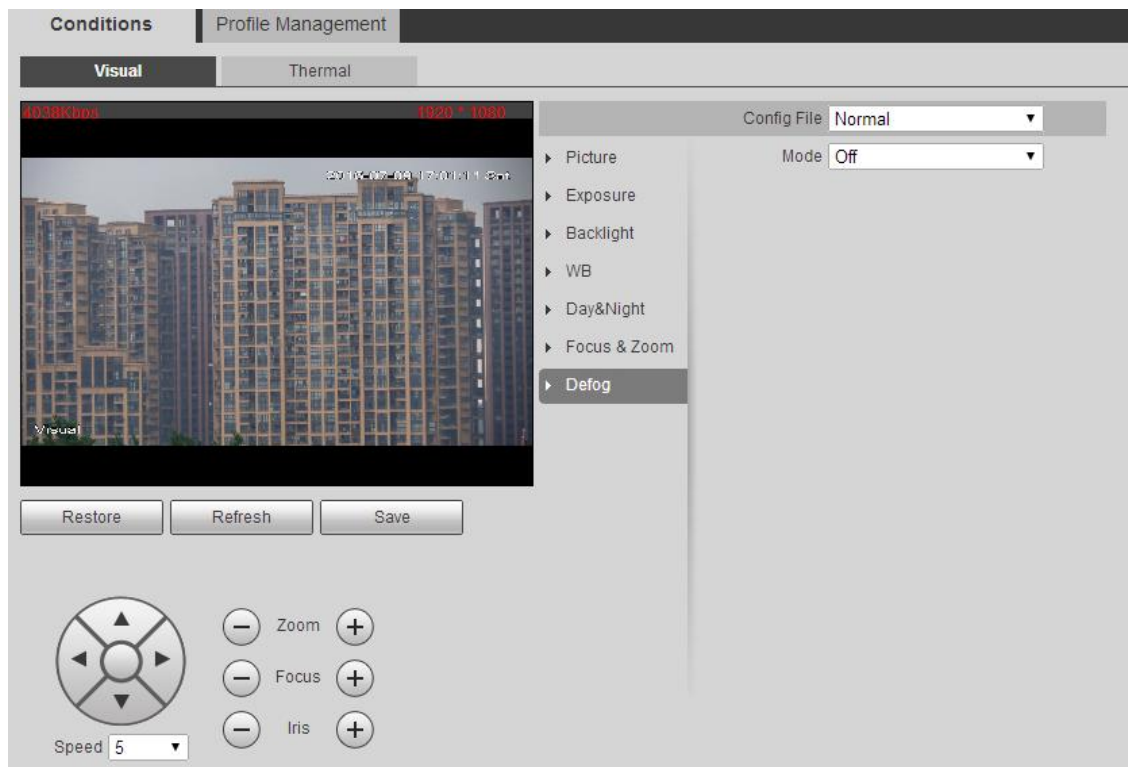 Conditions
Profile Management
Visual
Thermal
4038Kbps
1920 * 1080
Visual
Config File Normal
Mode Off
Picture
Exposure
Backlight
WB
Day&Night
Focus & Zoom
Defog
Restore
Refresh
Save
Zoom
Focus
Iris
Speed 5